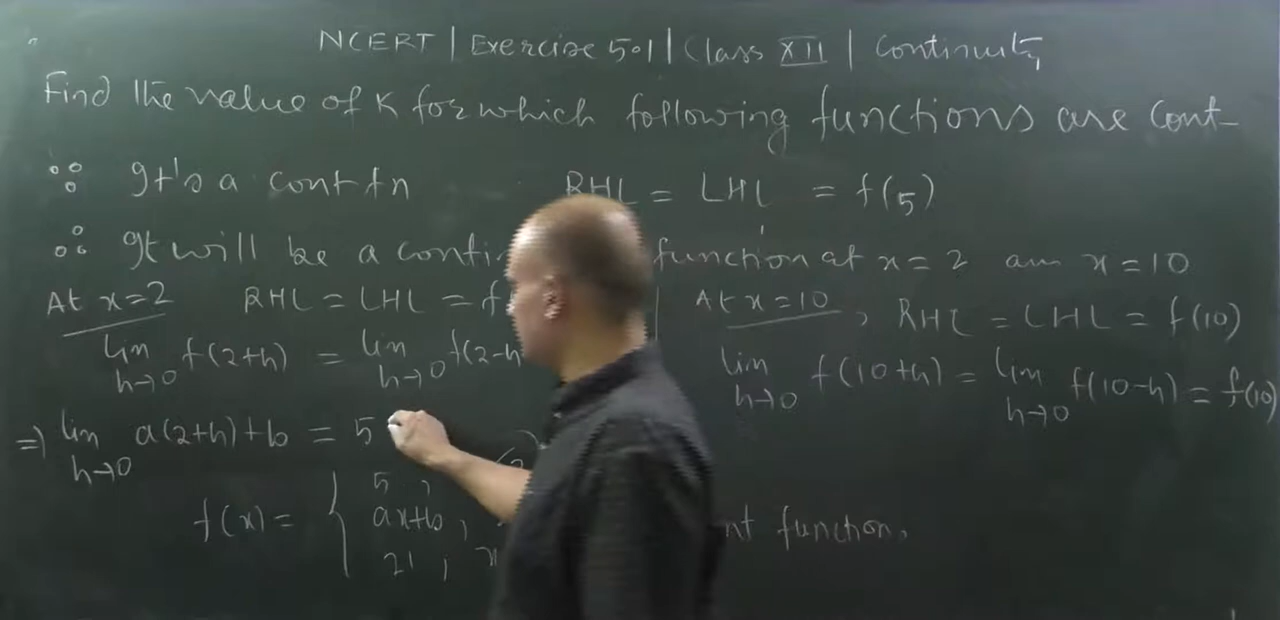 NCERT | Exercise 5.1 | Class XII | Continuity
Find the value of K for which following functions are cont-
∵ It's a cont fn RHL = LHL = f(5)
∴ It will be a conti function at x=2 am x=10
At x=2 RHL = LHL = f
At x=10, RHL = LHL = f(10)
lim h→0 f(2+h) = lim h→0 f(2-h
lim h→0 f(10+h) = lim h→0 f(10-h) = f(10)
⇒ lim h→0 a(2+h)+b = 5
f(x) = { 5,
ax+b,
21, x
nt function.